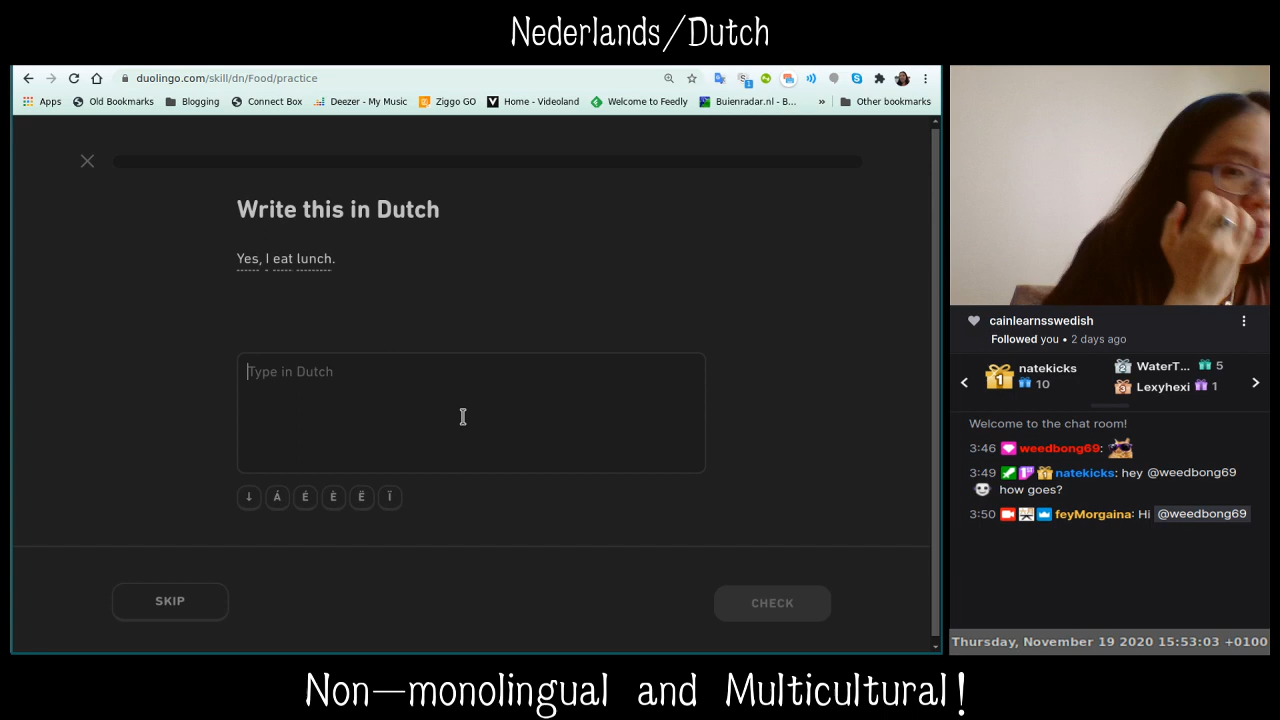 Nederlands/Dutch
duolingo.com/skill/dn/Food/practice
Apps Old Bookmarks Blogging Connect Box Deezer - My Music Ziggo GO Home - Videoland Welcome to Feedly Buienradar.nl - B... » Other bookmarks
Write this in Dutch
Yes, I eat lunch.
Type in Dutch
↓ Á É È Ë Ï
SKIP
CHECK
cainlearnsswedish
Followed you • 2 days ago
1 natekicks
10
2 WaterT... 5
3 Lexyhexi 1
Welcome to the chat room!
3:46 weedbong69:
3:49 natekicks: hey @weedbong69
how goes?
3:50 feyMorgaina: Hi @weedbong69
Thursday, November 19 2020 15:53:03 +0100
Non-monolingual and Multicultural!